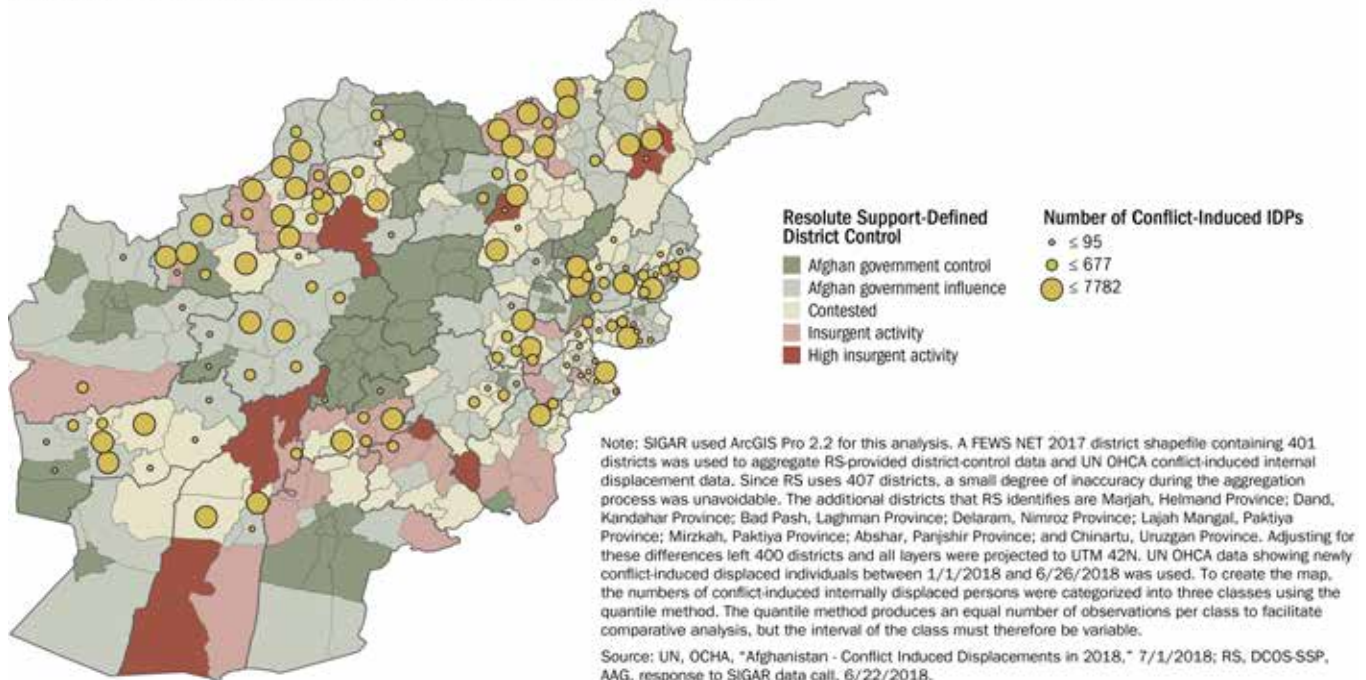 Resolute Support-Defined
District Control
Afghan government control
Afghan government influence
Contested
Insurgent activity
High insurgent activity
Number of Conflict-Induced IDPs
≤ 95
≤ 677
≤ 7782
Note: SIGAR used ArcGIS Pro 2.2 for this analysis. A FEWS NET 2017 district shapefile containing 401
districts was used to aggregate RS-provided district-control data and UN OHCA conflict-induced internal
displacement data. Since RS uses 407 districts, a small degree of inaccuracy during the aggregation
process was unavoidable. The additional districts that RS identifies are Marjah, Helmand Province; Dand,
Kandahar Province; Bad Pash, Laghman Province; Delaram, Nimroz Province; Lajah Mangal, Paktiya
Province; Mirzkah, Paktiya Province; Abshar, Panjshir Province; and Chinartu, Uruzgan Province. Adjusting for
these differences left 400 districts and all layers were projected to UTM 42N. UN OHCA data showing newly
conflict-induced displaced individuals between 1/1/2018 and 6/26/2018 was used. To create the map,
the numbers of conflict-induced internally displaced persons were categorized into three classes using the
quantile method. The quantile method produces an equal number of observations per class to facilitate
comparative analysis, but the interval of the class must therefore be variable.
Source: UN, OCHA, "Afghanistan - Conflict Induced Displacements in 2018," 7/1/2018; RS, DCOS-SSP,
AAG, response to SIGAR data call, 6/22/2018.